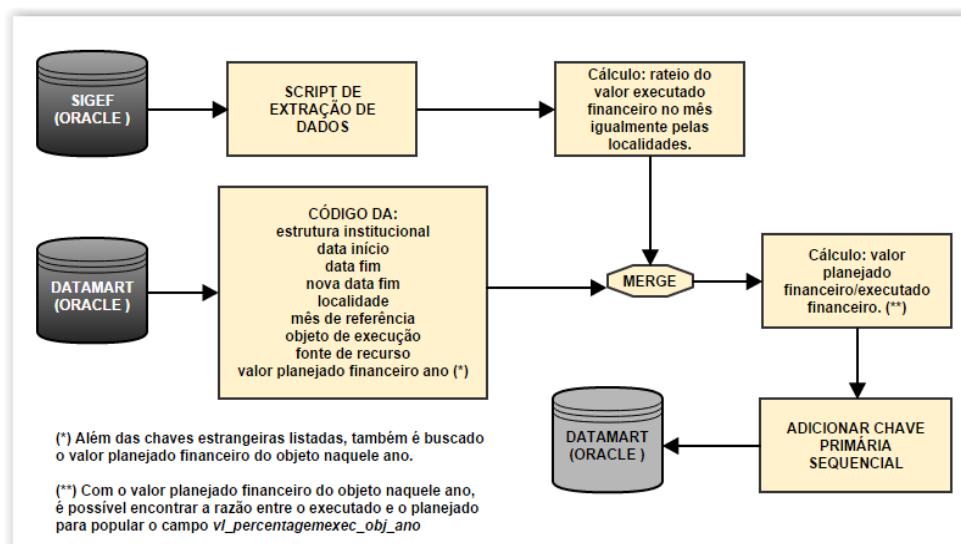 SIGEF
(ORACLE )
SCRIPT DE
EXTRAÇÃO DE
DADOS
Cálculo: rateio do
valor executado
financeiro no mês
igualmente pelas
localidades.
DATAMART
(ORACLE )
CÓDIGO DA:
estrutura institucional
data início
data fim
nova data fim
localidade
mês de referência
objeto de execução
fonte de recurso
valor planejado financeiro ano (*)
MERGE
Cálculo: valor
planejado
financeiro/executado
financeiro. (**)
DATAMART
(ORACLE )
ADICIONAR CHAVE
PRIMÁRIA
SEQUENCIAL
(*) Além das chaves estrangeiras listadas, também é buscado
o valor planejado financeiro do objeto naquele ano.
(**) Com o valor planejado financeiro do objeto naquele ano,
é possível encontrar a razão entre o executado e o planejado
para popular o campo vl_percentagemexec_obj_ano